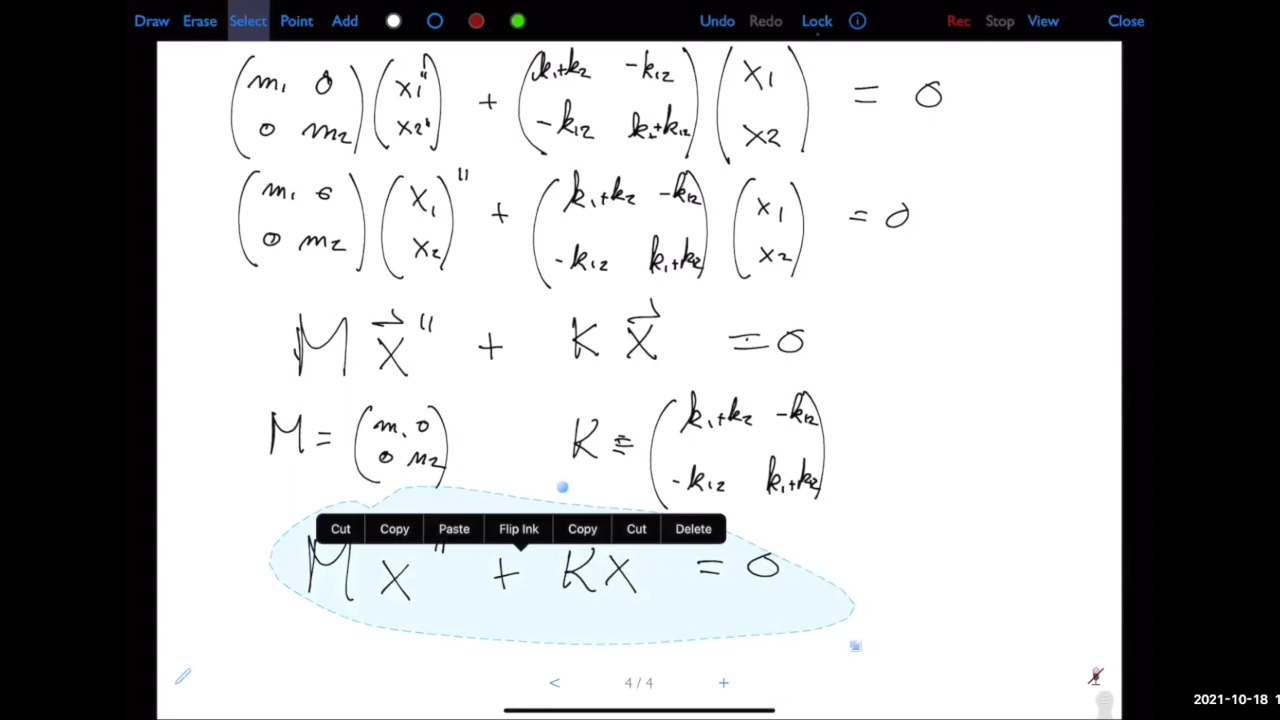 Draw Erase Select Point Add Undo Redo Lock Rec Stop View Close
(m₁ 0 / 0 m₂) (x₁'' / x₂'') + (k₁+k₂ -k₁₂ / -k₁₂ k₂+k₁₂) (x₁ / x₂) = 0
(m₁ 0 / 0 m₂) (x₁ / x₂)'' + (k₁+k₂ -k₁₂ / -k₁₂ k₁+k₂) (x₁ / x₂) = 0
M X⃗'' + K X⃗ = 0
M = (m₁ 0 / 0 m₂) K = (k₁+k₂ -k₁₂ / -k₁₂ k₁+k₂)
Cut Copy Paste Flip Ink Copy Cut Delete
M X'' + K X = 0
< 4 / 4 +
2021-10-18 1